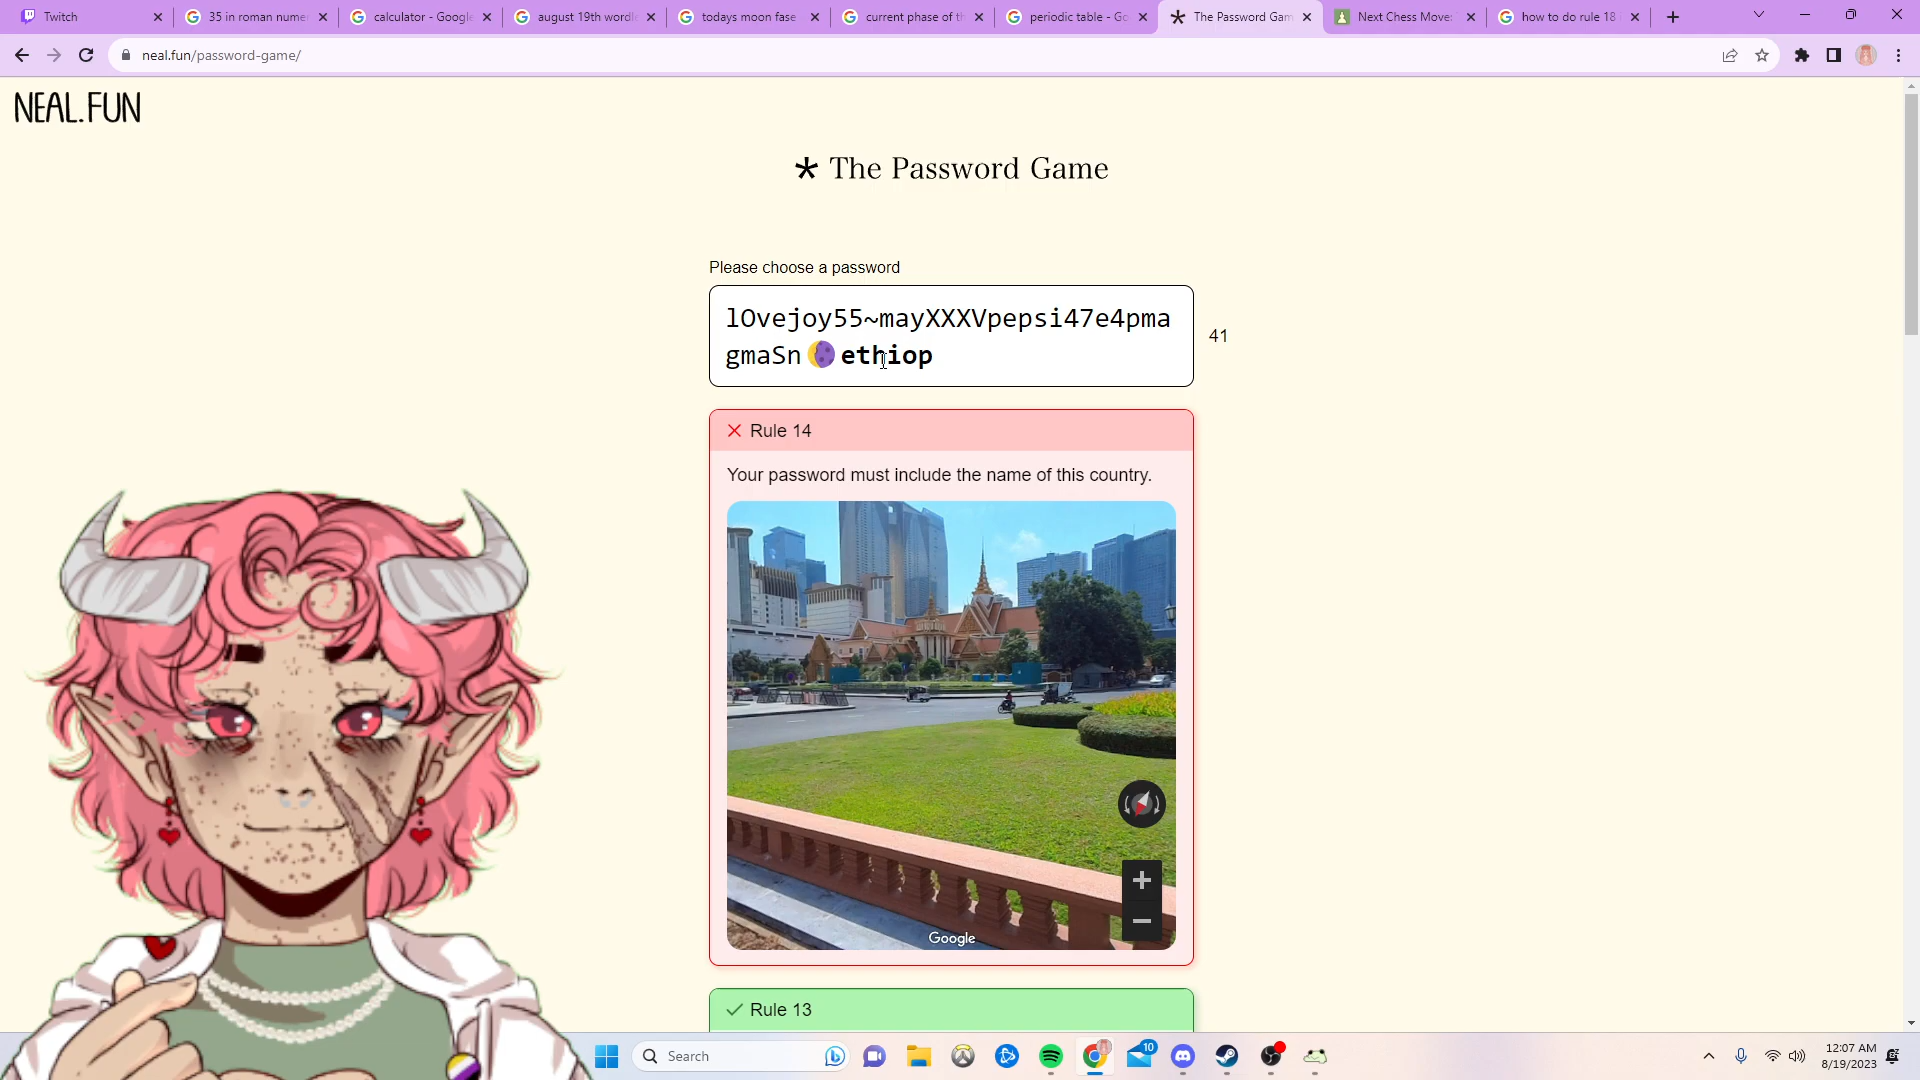 Twitch
35 in roman nume
calculator - Google
august 19th wordl
todays moon fase
current phase of th
periodic table - Go
The Password Gam
Next Chess Move:
how to do rule 18
neal.fun/password-game/
NEAL.FUN
* The Password Game
Please choose a password
lOvejoy55~mayXXXVpepsi47e4pma
gmaSn🌘ethiop
41
Rule 14
Your password must include the name of this country.
Google
Rule 13
Search
10
12:07 AM
8/19/2023